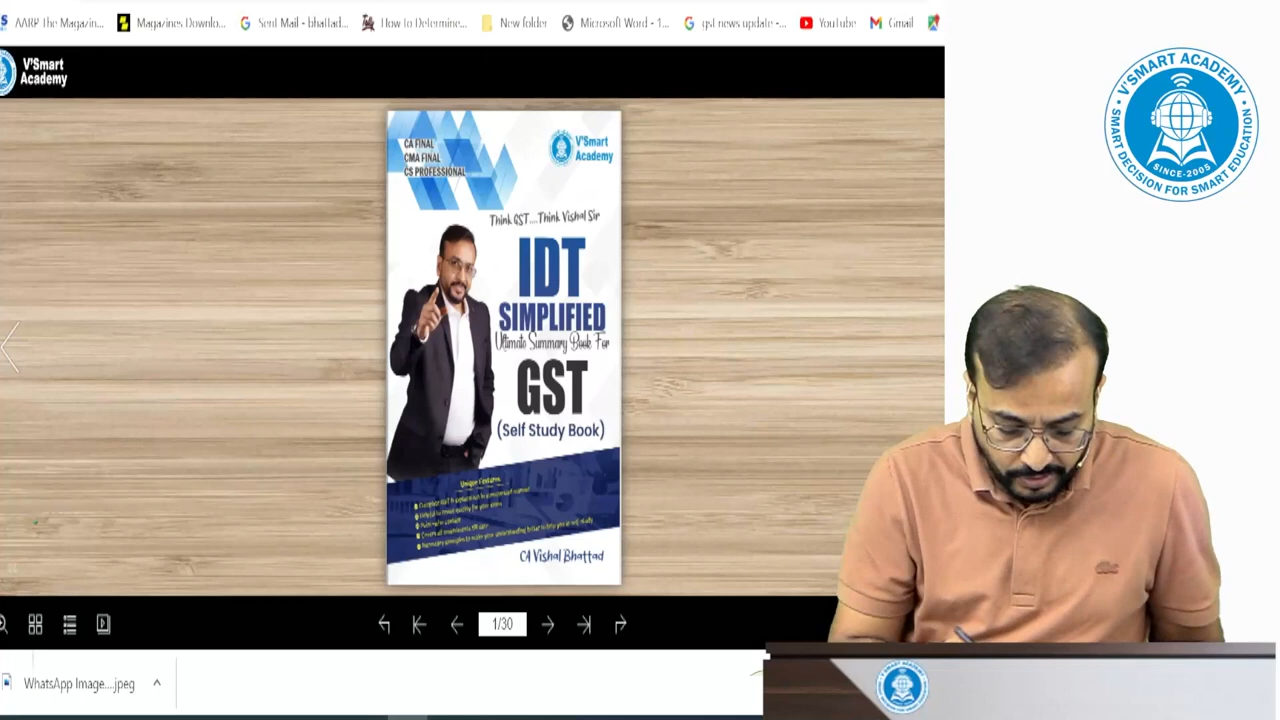 AARP The Magazin...
Magazines Downlo...
Sent Mail - bhattad...
How to Determine...
New folder
Microsoft Word - 1...
gst news update -...
YouTube
Gmail
V'Smart
Academy
CA FINAL
CMA FINAL
CS PROFESSIONAL
V'Smart
Academy
Think GST....Think Vishal Sir
IDT
SIMPLIFIED
Ultimate Summary Book For
GST
(Self Study Book)
Unique Features
CA Vishal Bhattad
1/30
WhatsApp Image....jpeg
V'SMART ACADEMY
SMART DECISION FOR SMART EDUCATION
SINCE-2005